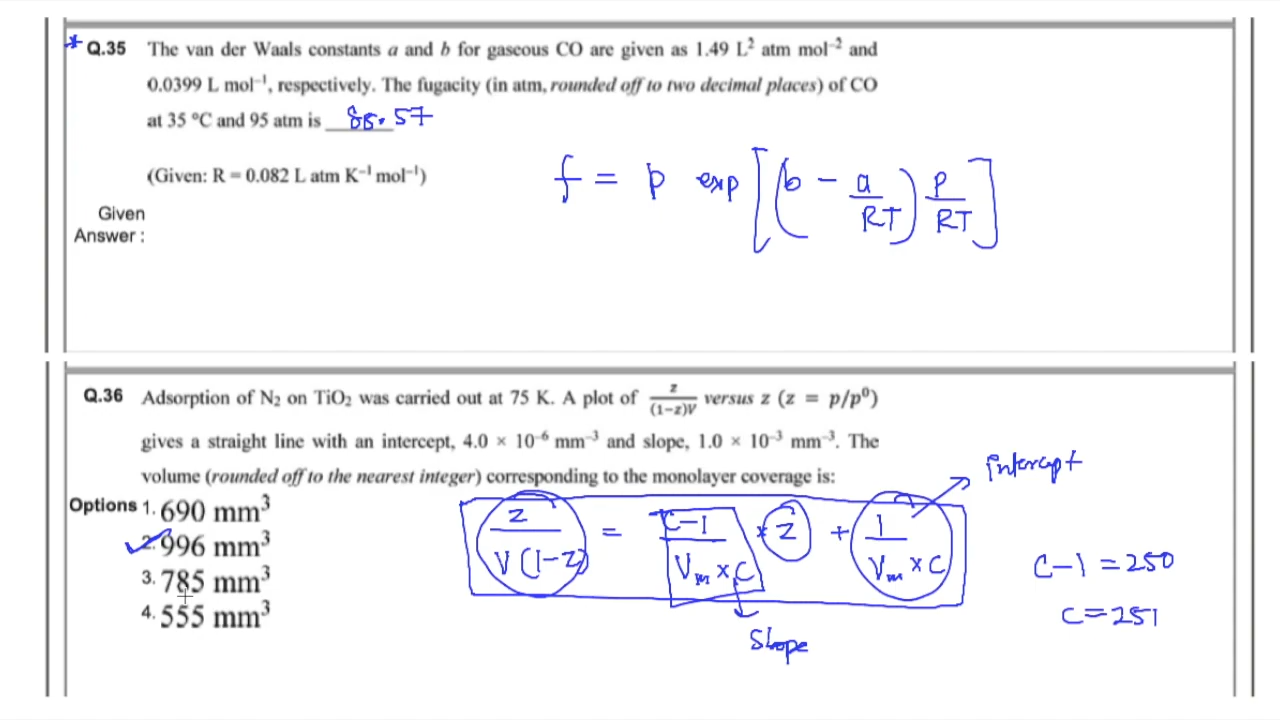 * Q.35 The van der Waals constants a and b for gaseous CO are given as 1.49 L² atm mol⁻² and
0.0399 L mol⁻¹, respectively. The fugacity (in atm, rounded off to two decimal places) of CO
at 35 °C and 95 atm is 88.57
f = p exp[(b - a/RT) p/RT]
(Given: R = 0.082 L atm K⁻¹ mol⁻¹)
Given
Answer :
Q.36 Adsorption of N₂ on TiO₂ was carried out at 75 K. A plot of z/(1−z)V versus z (z = p/p⁰)
gives a straight line with an intercept, 4.0 × 10⁻⁶ mm⁻³ and slope, 1.0 × 10⁻³ mm⁻³. The
volume (rounded off to the nearest integer) corresponding to the monolayer coverage is:
intercept
Options 1. 690 mm³
2. 996 mm³
3. 785 mm³
4. 555 mm³
z/V(1-z) = C-1/Vm×C × z + 1/Vm×C
Slope
C-1 = 250
C = 251